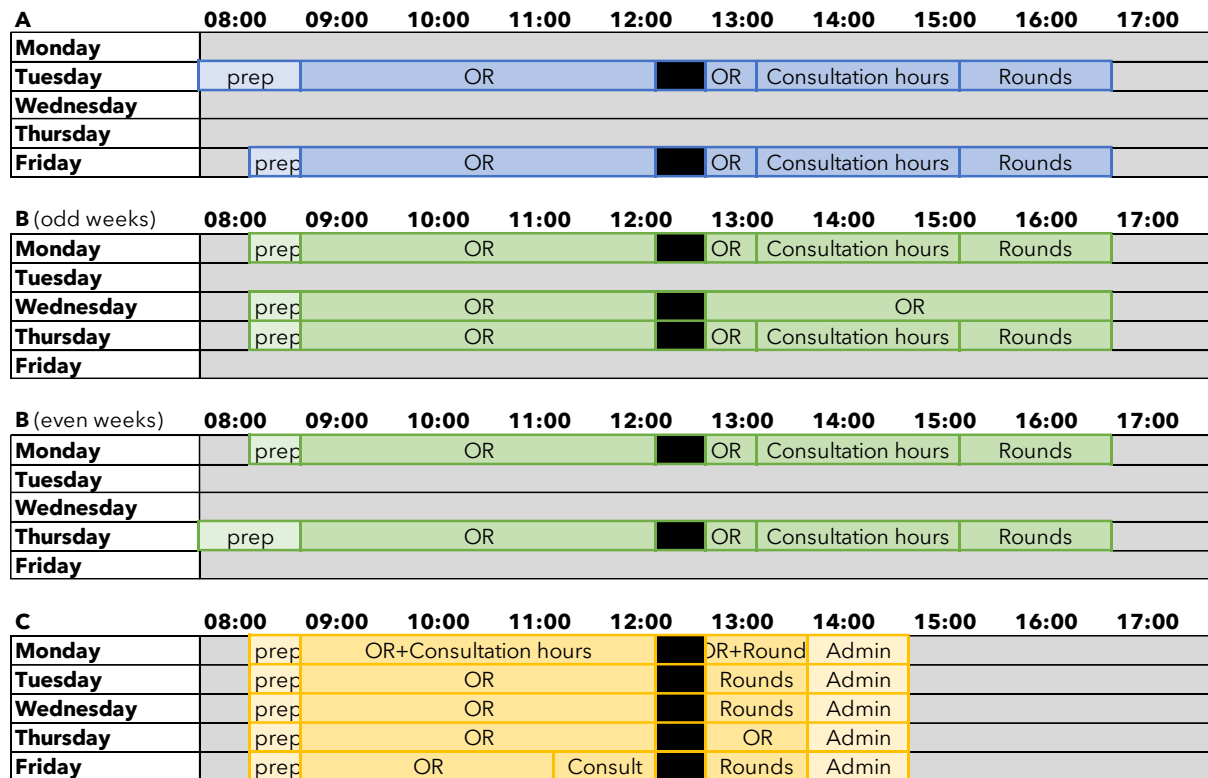 A 08:00 09:00 10:00 11:00 12:00 13:00 14:00 15:00 16:00 17:00
Monday
Tuesday prep OR OR Consultation hours Rounds
Wednesday
Thursday
Friday prep OR OR Consultation hours Rounds
B (odd weeks) 08:00 09:00 10:00 11:00 12:00 13:00 14:00 15:00 16:00 17:00
Monday prep OR OR Consultation hours Rounds
Tuesday
Wednesday prep OR OR
Thursday prep OR OR Consultation hours Rounds
Friday
B (even weeks) 08:00 09:00 10:00 11:00 12:00 13:00 14:00 15:00 16:00 17:00
Monday prep OR OR Consultation hours Rounds
Tuesday
Wednesday
Thursday prep OR OR Consultation hours Rounds
Friday
C 08:00 09:00 10:00 11:00 12:00 13:00 14:00 15:00 16:00 17:00
Monday prep OR+Consultation hours OR+Round Admin
Tuesday prep OR Rounds Admin
Wednesday prep OR Rounds Admin
Thursday prep OR OR Admin
Friday prep OR Consult Rounds Admin